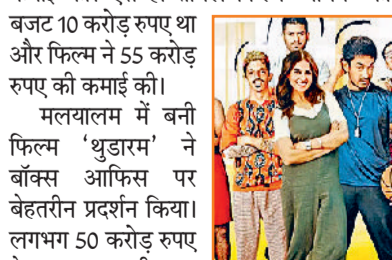 बजट 10 करोड़ रुपए था
और फिल्म ने 55 करोड़
रुपए की कमाई की।
मलयालम में बनी
फिल्म ‘थुडारम’ ने
बॉक्स आफिस पर
बेहतरीन प्रदर्शन किया।
लगभग 50 करोड़ रुपए